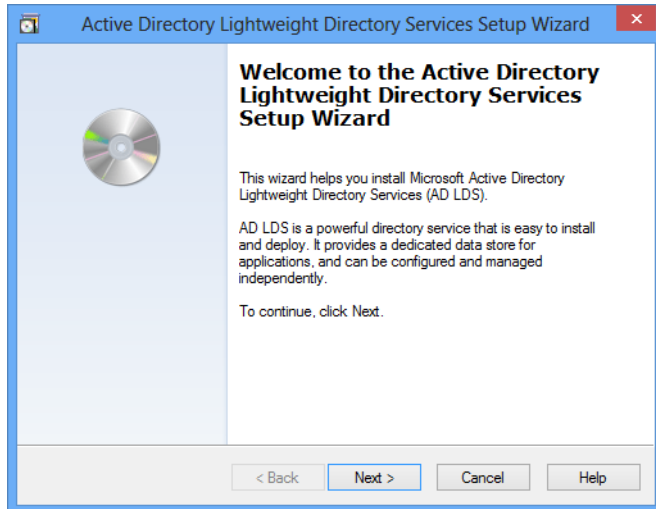 Active Directory Lightweight Directory Services Setup Wizard
Welcome to the Active Directory
Lightweight Directory Services
Setup Wizard
This wizard helps you install Microsoft Active Directory
Lightweight Directory Services (AD LDS).
AD LDS is a powerful directory service that is easy to install
and deploy. It provides a dedicated data store for
applications, and can be configured and managed
independently.
To continue, click Next.
< Back Next > Cancel Help